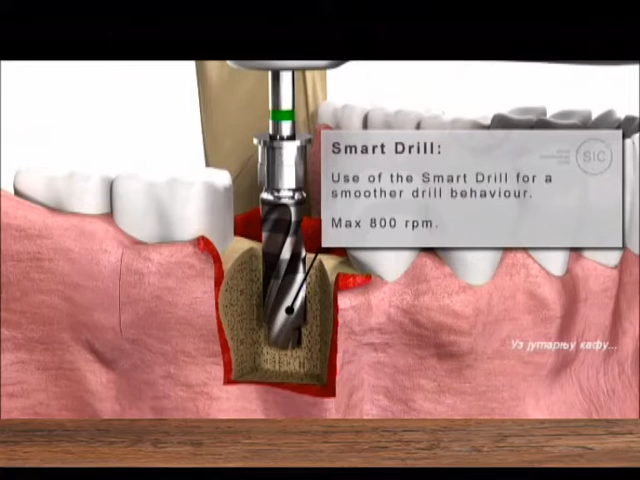 Smart Drill:
SIC
Use of the Smart Drill for a
smoother drill behaviour.
Max 800 rpm.
Уз јутарњу кафу...